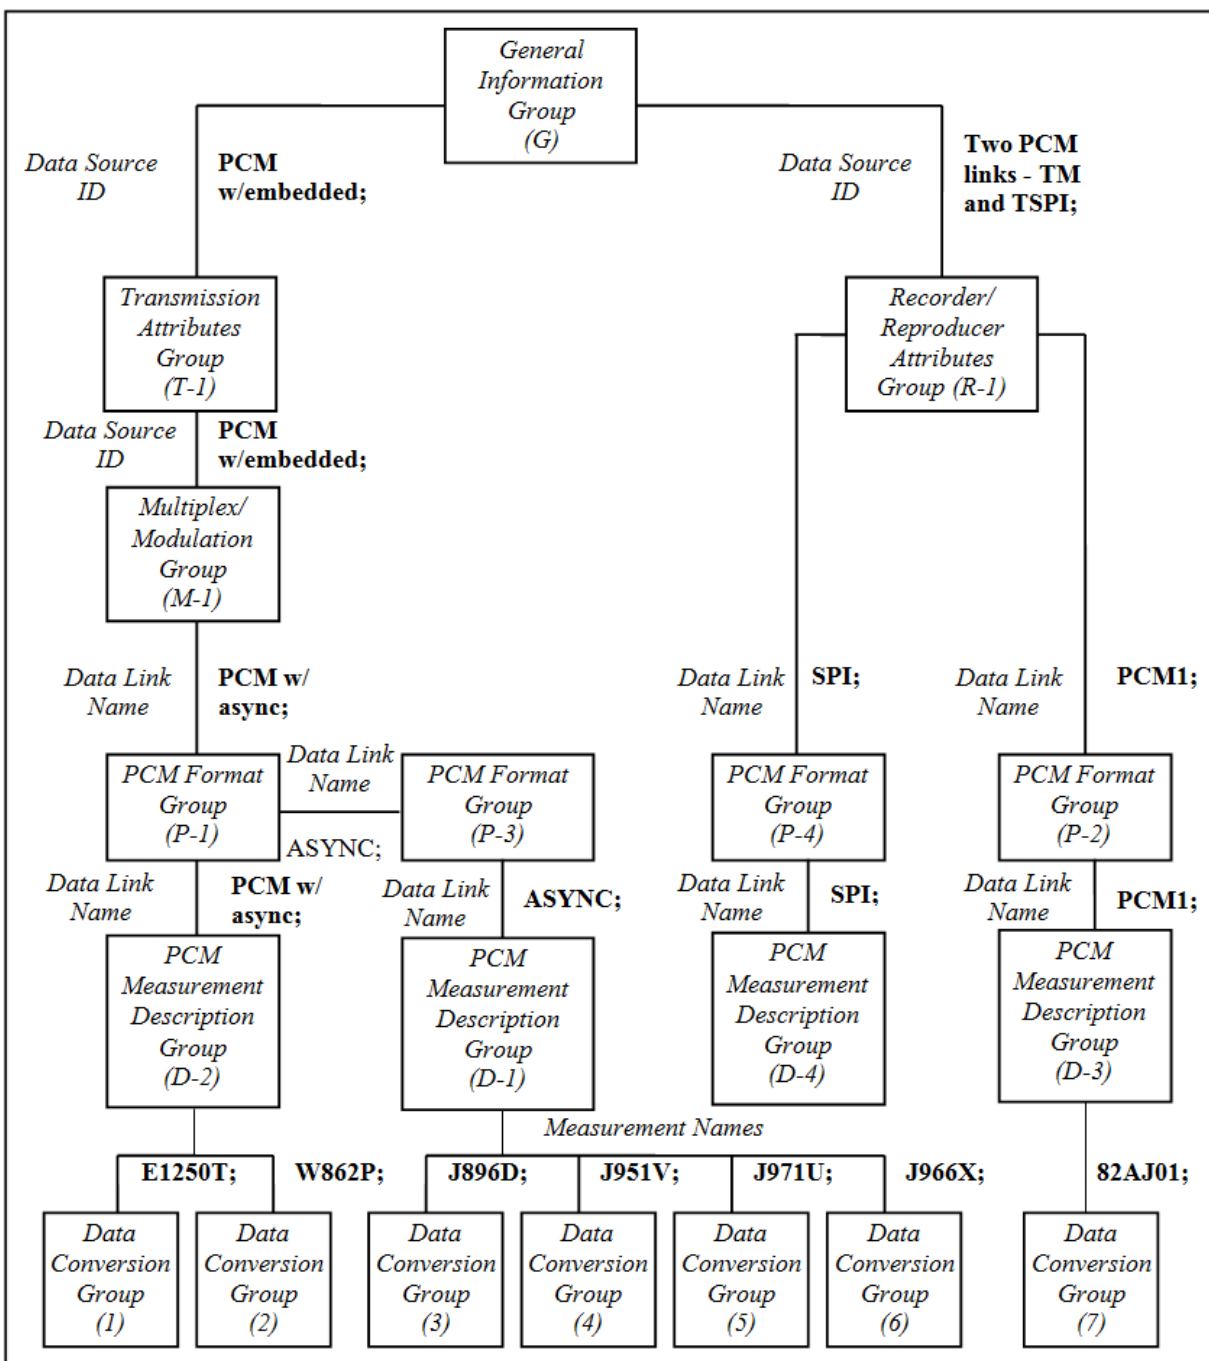 General
Information
Group
(G)
Data Source
ID
PCM
w/embedded;
Data Source
ID
Two PCM
links - TM
and TSPI;
Transmission
Attributes
Group
(T-1)
Recorder/
Reproducer
Attributes
Group (R-1)
Data Source
ID
PCM
w/embedded;
Multiplex/
Modulation
Group
(M-1)
Data Link
Name
PCM w/
async;
Data Link
Name
SPI;
Data Link
Name
PCM1;
PCM Format
Group
(P-1)
Data Link
Name
ASYNC;
PCM Format
Group
(P-3)
PCM Format
Group
(P-4)
PCM Format
Group
(P-2)
Data Link
Name
PCM w/
async;
Data Link
Name
ASYNC;
Data Link
Name
SPI;
Data Link
Name
PCM1;
PCM
Measurement
Description
Group
(D-2)
PCM
Measurement
Description
Group
(D-1)
PCM
Measurement
Description
Group
(D-4)
PCM
Measurement
Description
Group
(D-3)
Measurement Names
E1250T;
W862P;
J896D;
J951V;
J971U;
J966X;
82AJ01;
Data
Conversion
Group
(1)
Data
Conversion
Group
(2)
Data
Conversion
Group
(3)
Data
Conversion
Group
(4)
Data
Conversion
Group
(5)
Data
Conversion
Group
(6)
Data
Conversion
Group
(7)